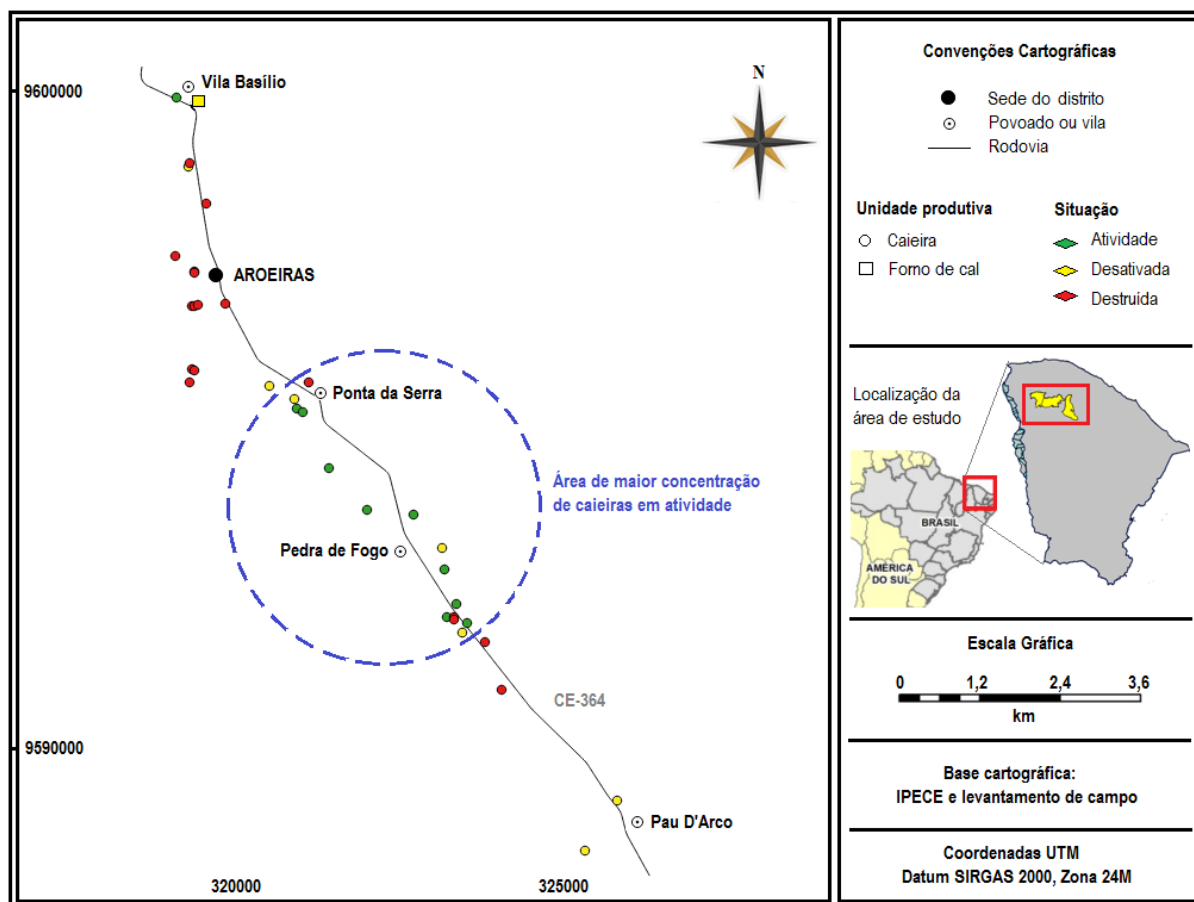 9600000
Vila Basílio
N
AROEIRAS
Ponta da Serra
Área de maior concentração
de caieiras em atividade
Pedra de Fogo
CE-364
9590000
Pau D'Arco
320000
325000
Convenções Cartográficas
Sede do distrito
Povoado ou vila
Rodovia
Unidade produtiva
Caieira
Forno de cal
Situação
Atividade
Desativada
Destruída
Localização da
área de estudo
BRASIL
AMÉRICA
DO SUL
Escala Gráfica
0 1,2 2,4 3,6
km
Base cartográfica:
IPECE e levantamento de campo
Coordenadas UTM
Datum SIRGAS 2000, Zona 24M